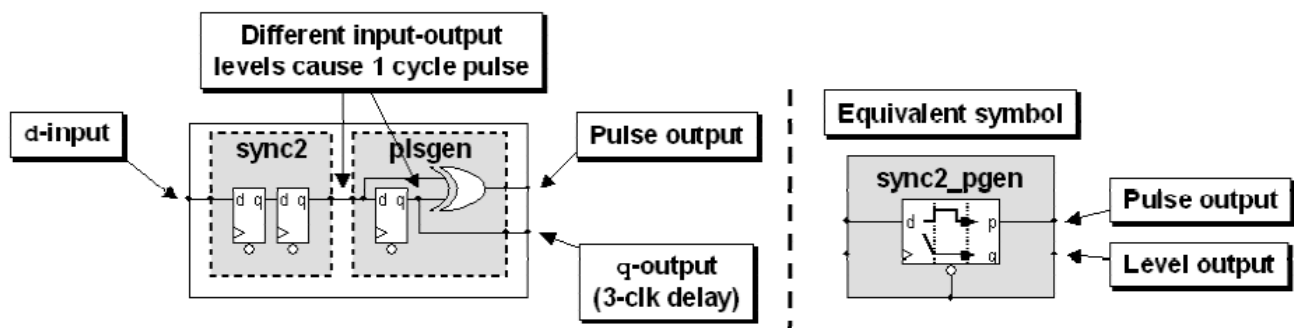 Different input-output
levels cause 1 cycle pulse
d-input
sync2
plsgen
Pulse output
d q
d q
d q
q-output
(3-clk delay)
Equivalent symbol
sync2_pgen
d
p
q
Pulse output
Level output